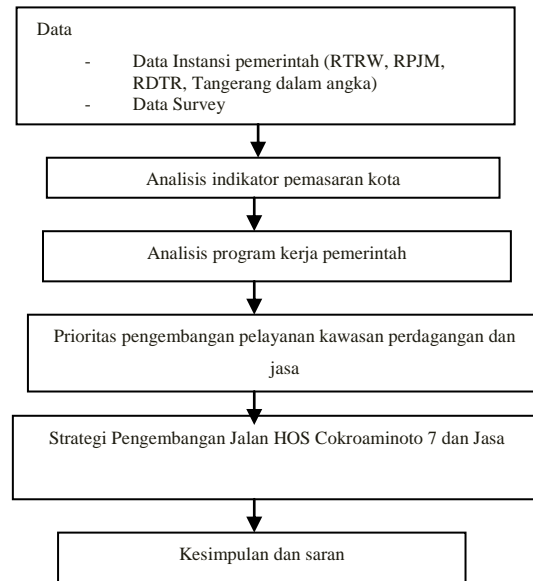 Data
- Data Instansi pemerintah (RTRW, RPJM,
RDTR, Tangerang dalam angka)
- Data Survey
Analisis indikator pemasaran kota
Analisis program kerja pemerintah
Prioritas pengembangan pelayanan kawasan perdagangan dan
jasa
Strategi Pengembangan Jalan HOS Cokroaminoto 7 dan Jasa
Kesimpulan dan saran